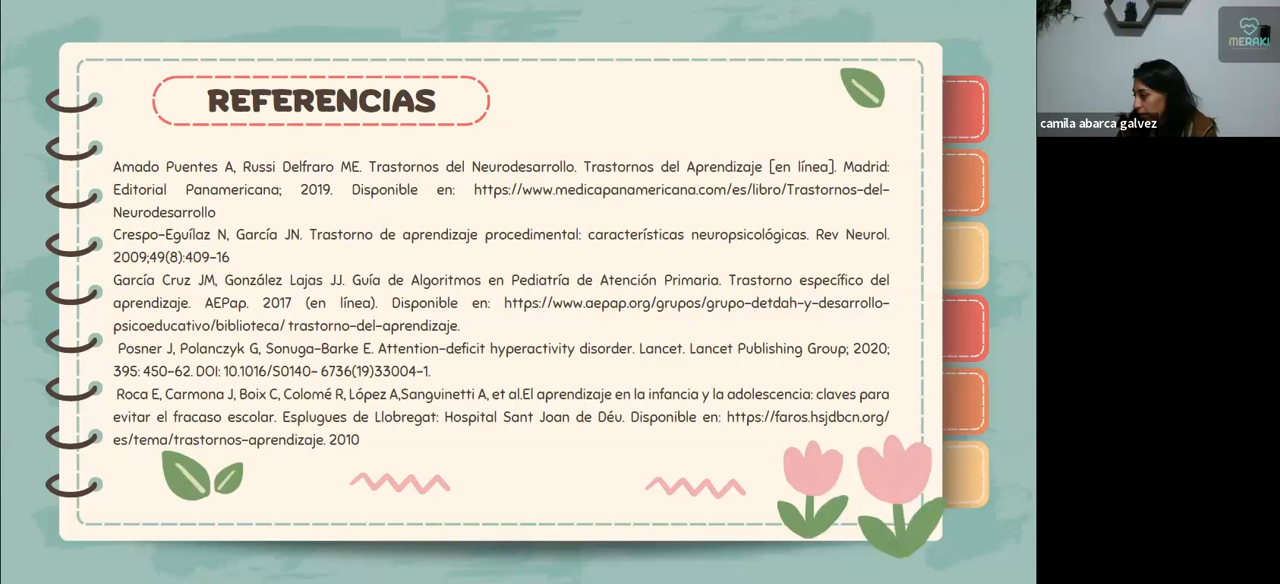 REFERENCIAS
Amado Puentes A, Russi Delfraro ME. Trastornos del Neurodesarrollo. Trastornos del Aprendizaje [en línea]. Madrid:
Editorial Panamericana; 2019. Disponible en: https://www.medicapanamericana.com/es/libro/Trastornos-del-
Neurodesarrollo
Crespo-Eguílaz N, García JN. Trastorno de aprendizaje procedimental: características neuropsicológicas. Rev Neurol.
2009;49(8):409-16
García Cruz JM, González Lajas JJ. Guía de Algoritmos en Pediatría de Atención Primaria. Trastorno específico del
aprendizaje. AEPap. 2017 (en línea). Disponible en: https://www.aepap.org/grupos/grupo-detdah-y-desarrollo-
psicoeducativo/biblioteca/ trastorno-del-aprendizaje.
Posner J, Polanczyk G, Sonuga-Barke E. Attention-deficit hyperactivity disorder. Lancet. Lancet Publishing Group; 2020;
395: 450-62. DOI: 10.1016/S0140- 6736(19)33004-1.
Roca E, Carmona J, Boix C, Colomé R, López A,Sanguinetti A, et al.El aprendizaje en la infancia y la adolescencia: claves para
evitar el fracaso escolar. Esplugues de Llobregat: Hospital Sant Joan de Déu. Disponible en: https://faros.hsjdbcn.org/
es/tema/trastornos-aprendizaje. 2010
MERAKI
camila abarca galvez